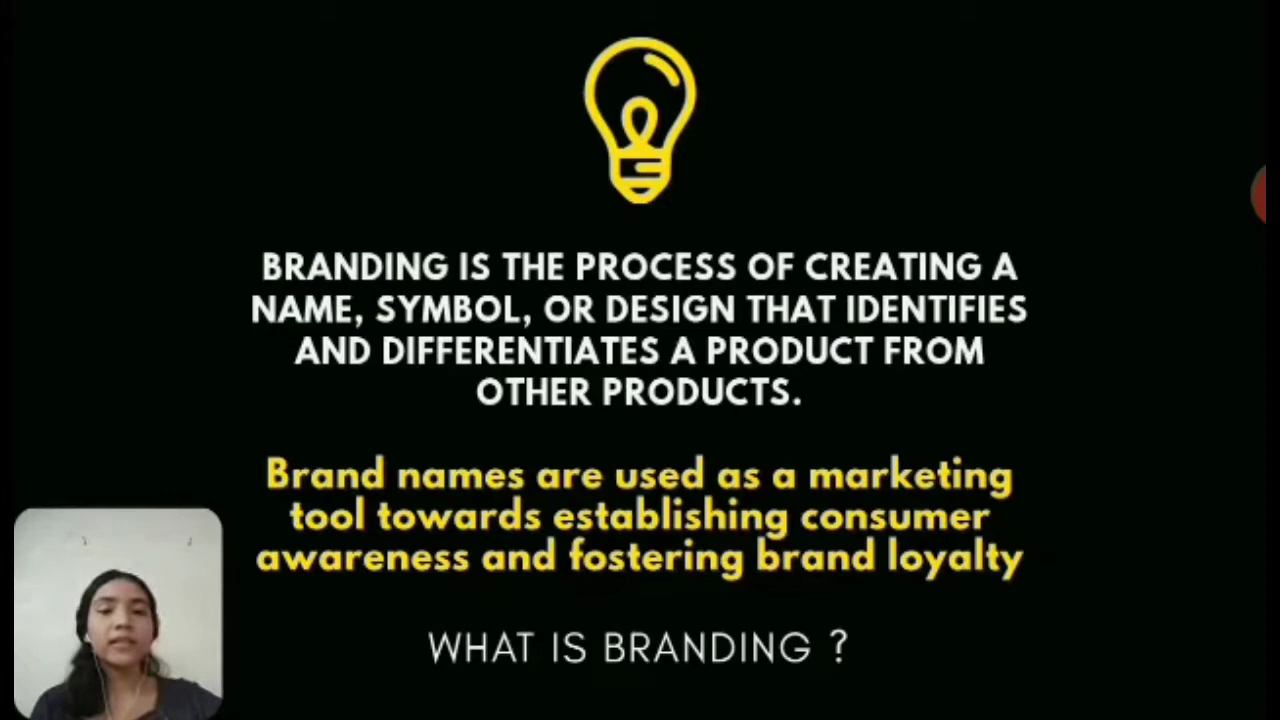 BRANDING IS THE PROCESS OF CREATING A
NAME, SYMBOL, OR DESIGN THAT IDENTIFIES
AND DIFFERENTIATES A PRODUCT FROM
OTHER PRODUCTS.
Brand names are used as a marketing
tool towards establishing consumer
awareness and fostering brand loyalty
WHAT IS BRANDING ?